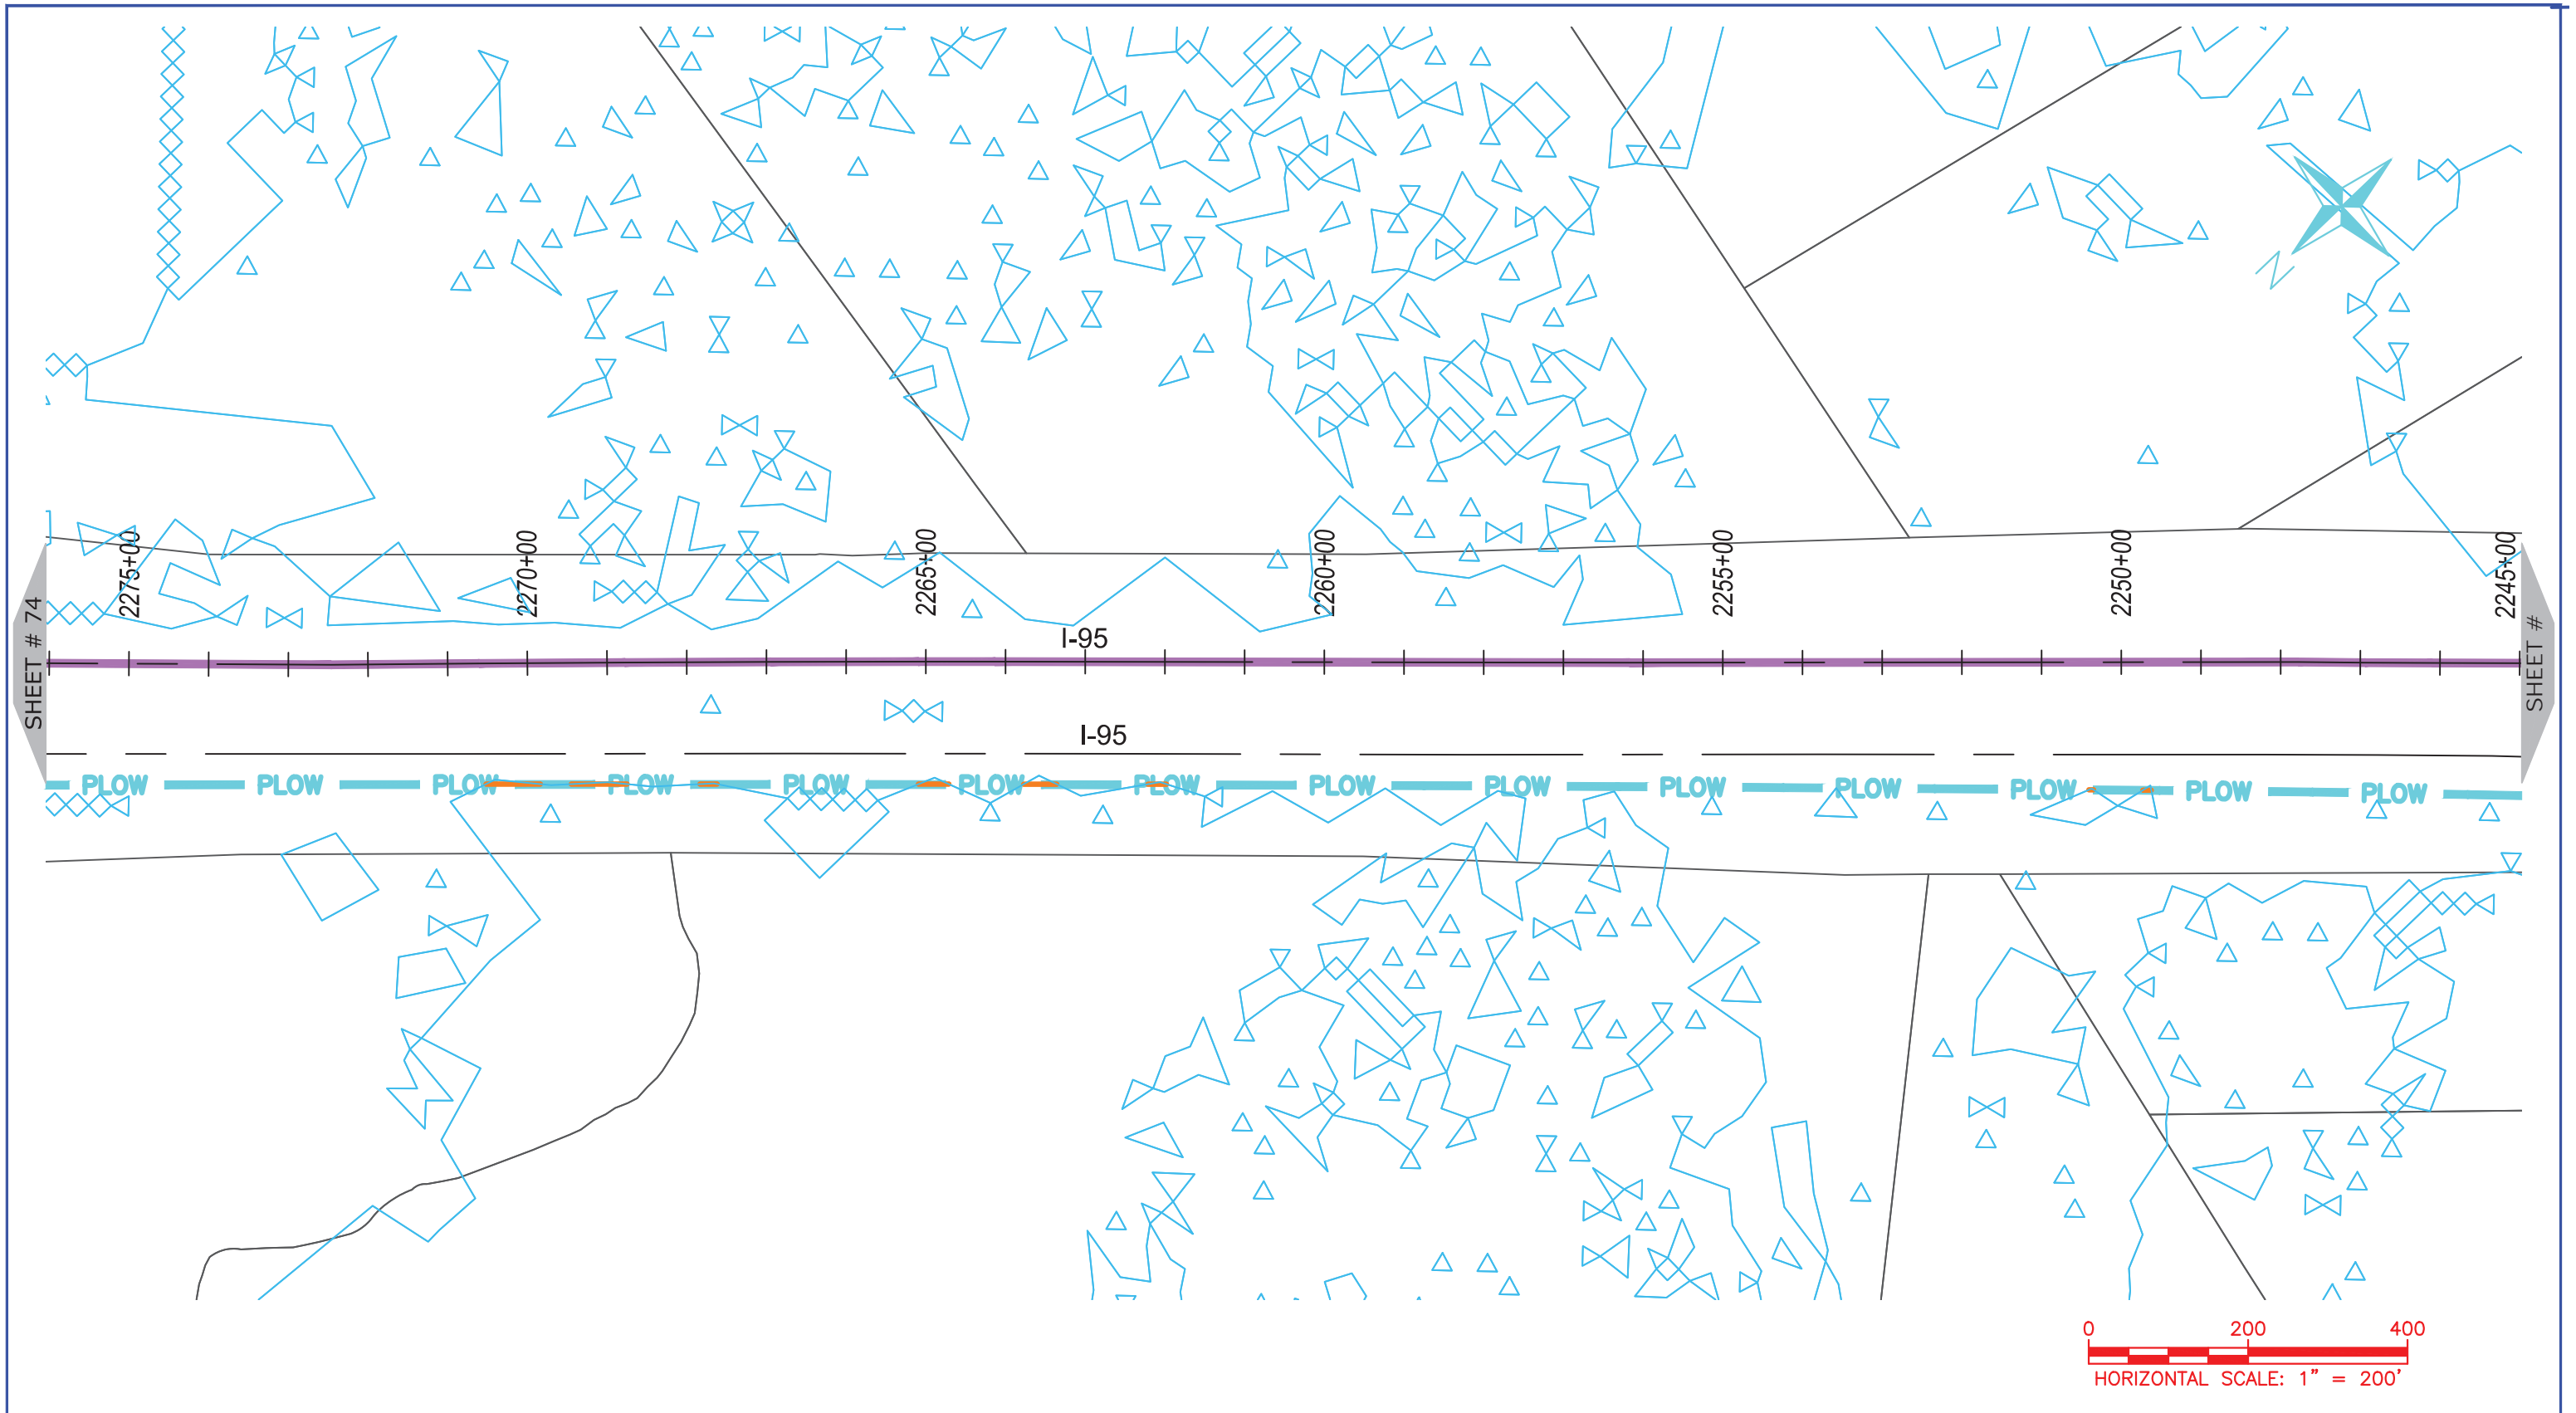 N
2275+00
2270+00
2265+00
2260+00
2255+00
2250+00
2245+00
SHEET # 74
SHEET #
I-95
I-95
PLOW PLOW PLOW PLOW PLOW PLOW PLOW PLOW PLOW PLOW PLOW PLOW PLOW PLOW
0 200 400
HORIZONTAL SCALE: 1" = 200'